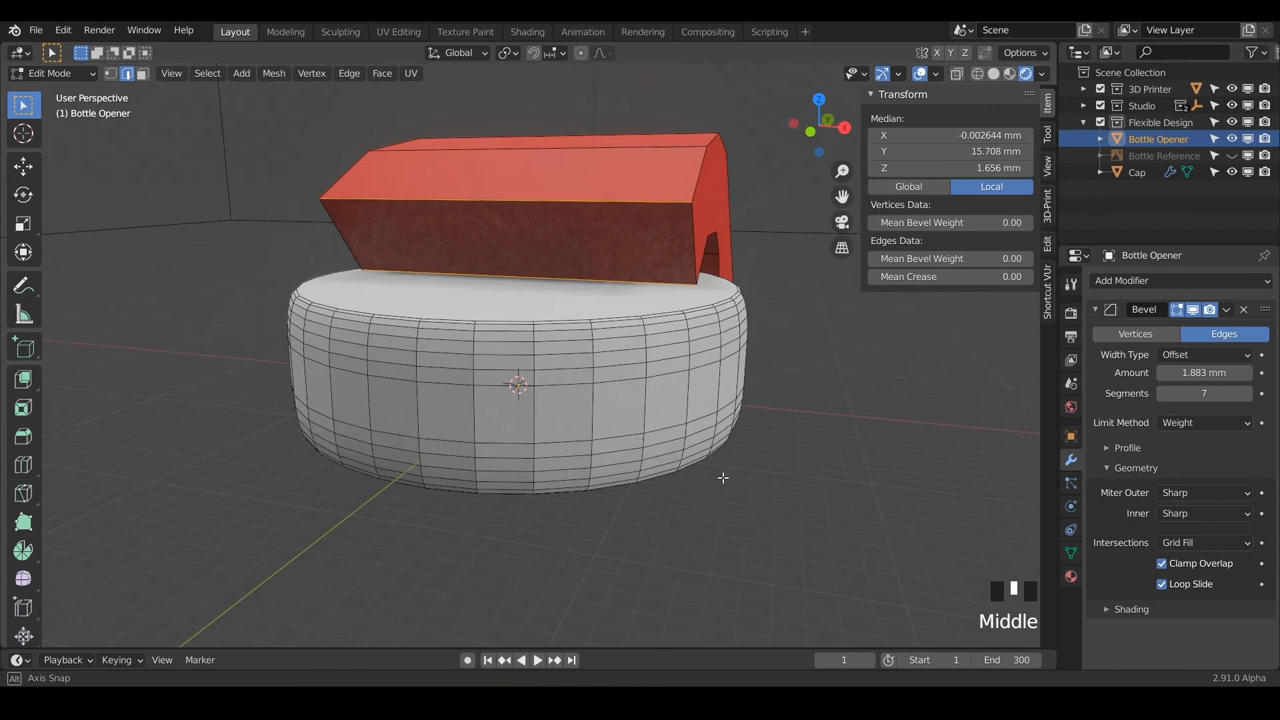 File Edit Render Window Help Layout Modeling Sculpting UV Editing Texture Paint Shading Animation Rendering Compositing Scripting + Scene View Layer
Global X Y Z Options
Edit Mode View Select Add Mesh Vertex Edge Face UV
Scene Collection
3D Printer
Studio 2
Flexible Design
Bottle Opener
Bottle Reference
Cap
User Perspective
(1) Bottle Opener
Z
Y
X
Transform
Median:
X -0.002644 mm
Y 15.708 mm
Z 1.656 mm
Global Local
Vertices Data:
Mean Bevel Weight 0.00
Edges Data:
Mean Bevel Weight 0.00
Mean Crease 0.00
Item
Tool
View
3D-Print
Edit
Shortcut VUr
Bottle Opener
Add Modifier
Bevel
Vertices Edges
Width Type Offset
Amount 1.883 mm
Segments 7
Limit Method Weight
Profile
Geometry
Miter Outer Sharp
Inner Sharp
Intersections Grid Fill
Clamp Overlap
Loop Slide
Shading
Middle
Playback Keying View Marker 1 Start 1 End 300
Alt Axis Snap 2.91.0 Alpha